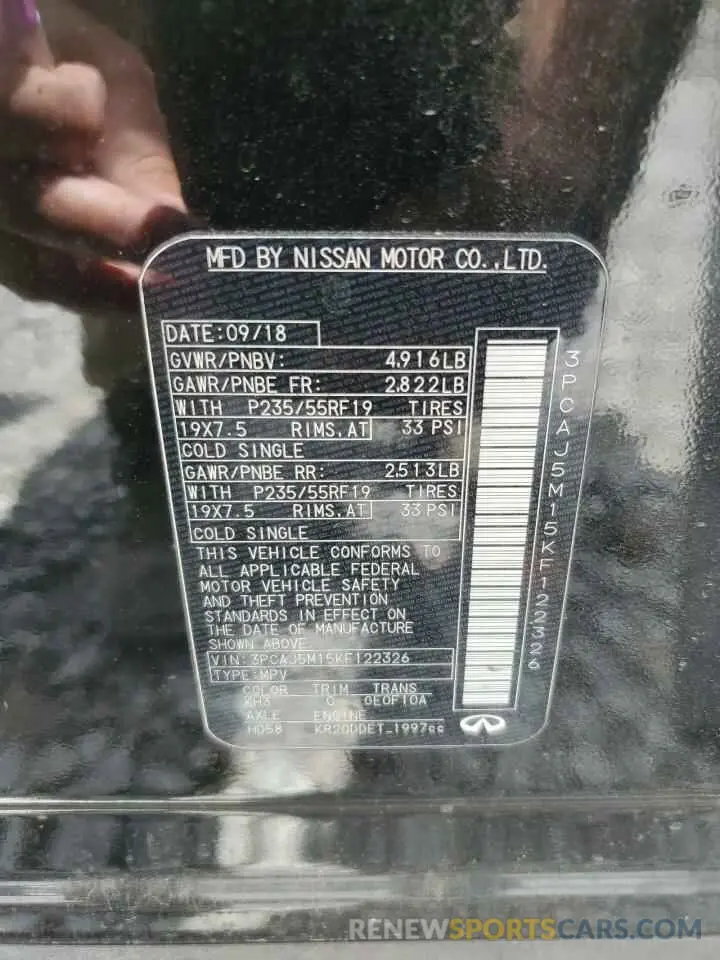 MFD BY NISSAN MOTOR CO.,LTD.
DATE:09/18
GVWR/PNBV: 4,916LB
GAWR/PNBE FR: 2,822LB
WITH P235/55RF19 TIRES
19X7.5 RIMS,AT 33 PSI
COLD SINGLE
GAWR/PNBE RR: 2,513LB
WITH P235/55RF19 TIRES
19X7.5 RIMS,AT 33 PSI
COLD SINGLE
THIS VEHICLE CONFORMS TO
ALL APPLICABLE FEDERAL
MOTOR VEHICLE SAFETY
AND THEFT PREVENTION
STANDARDS IN EFFECT ON
THE DATE OF MANUFACTURE
SHOWN ABOVE.
VIN:3PCAJ5M15KF122326
TYPE:MPV
COLOR TRIM TRANS
KH3 0E0F10A
AXLE ENGINE
HD58 KR20DDET 1997cc
3PCAJ5M15KF122326
RENEWSPORTSCARS.COM